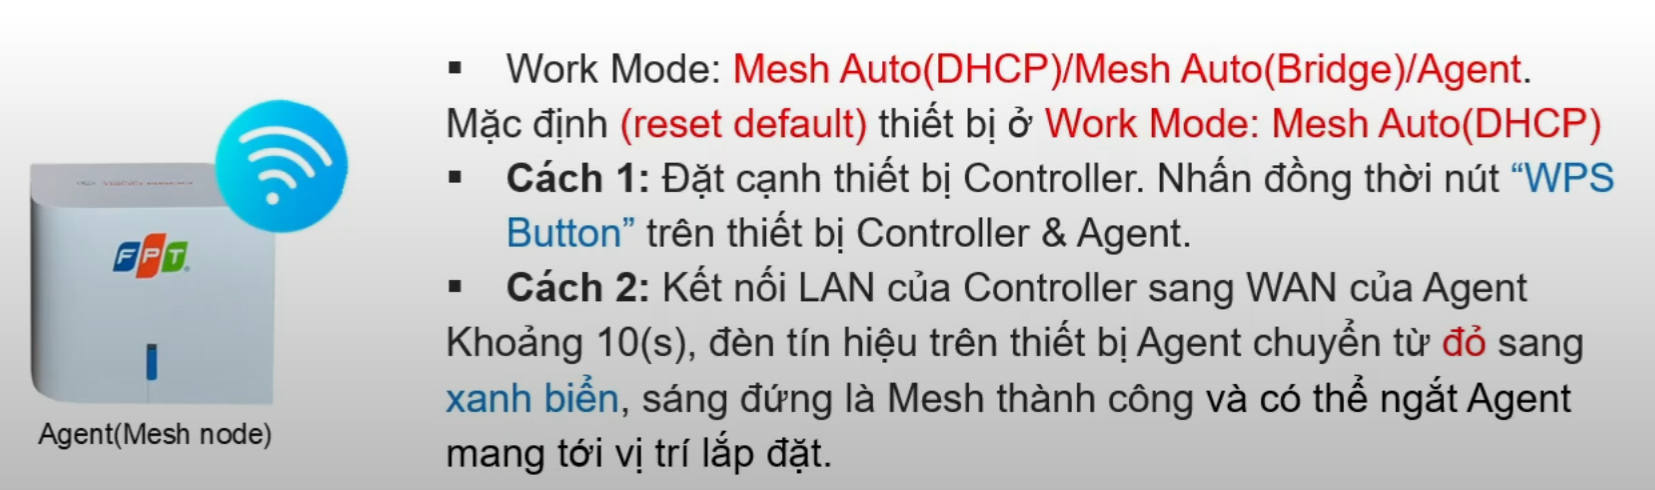 ▪ Work Mode: Mesh Auto(DHCP)/Mesh Auto(Bridge)/Agent.
Mặc định (reset default) thiết bị ở Work Mode: Mesh Auto(DHCP)
▪ Cách 1: Đặt cạnh thiết bị Controller. Nhấn đồng thời nút “WPS
Button” trên thiết bị Controller & Agent.
▪ Cách 2: Kết nối LAN của Controller sang WAN của Agent
Khoảng 10(s), đèn tín hiệu trên thiết bị Agent chuyển từ đỏ sang
xanh biển, sáng đứng là Mesh thành công và có thể ngắt Agent
mang tới vị trí lắp đặt.
FPT
Agent(Mesh node)